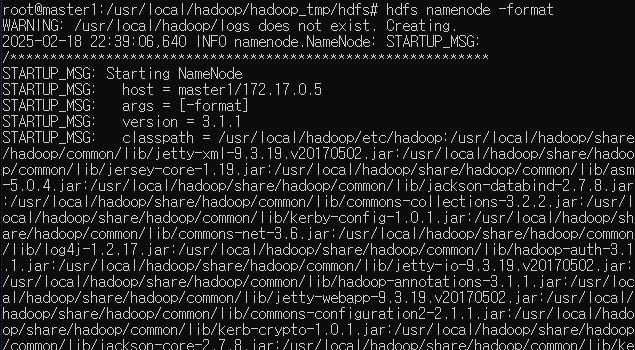 root@master1:/usr/local/hadoop/hadoop_tmp/hdfs# hdfs namenode -format
WARNING: /usr/local/hadoop/logs does not exist. Creating.
2025-02-18 22:39:06,640 INFO namenode.NameNode: STARTUP_MSG:
/************************************************************
STARTUP_MSG: Starting NameNode
STARTUP_MSG:   host = master1/172.17.0.5
STARTUP_MSG:   args = [-format]
STARTUP_MSG:   version = 3.1.1
STARTUP_MSG:   classpath = /usr/local/hadoop/etc/hadoop:/usr/local/hadoop/share
/hadoop/common/lib/jetty-xml-9.3.19.v20170502.jar:/usr/local/hadoop/share/hadoo
p/common/lib/jersey-core-1.19.jar:/usr/local/hadoop/share/hadoop/common/lib/asm
-5.0.4.jar:/usr/local/hadoop/share/hadoop/common/lib/jackson-databind-2.7.8.jar
:/usr/local/hadoop/share/hadoop/common/lib/commons-collections-3.2.2.jar:/usr/l
ocal/hadoop/share/hadoop/common/lib/kerby-config-1.0.1.jar:/usr/local/hadoop/sh
are/hadoop/common/lib/commons-net-3.6.jar:/usr/local/hadoop/share/hadoop/common
/lib/log4j-1.2.17.jar:/usr/local/hadoop/share/hadoop/common/lib/hadoop-auth-3.1
.1.jar:/usr/local/hadoop/share/hadoop/common/lib/jetty-io-9.3.19.v20170502.jar:
/usr/local/hadoop/share/hadoop/common/lib/hadoop-annotations-3.1.1.jar:/usr/loc
al/hadoop/share/hadoop/common/lib/jetty-webapp-9.3.19.v20170502.jar:/usr/local/
hadoop/share/hadoop/common/lib/commons-configuration2-2.1.1.jar:/usr/local/hado
op/share/hadoop/common/lib/kerb-crypto-1.0.1.jar:/usr/local/hadoop/share/hadoop
/common/lib/jackson-core-2.7.8.jar:/usr/local/hadoop/share/hadoop/common/lib/ke